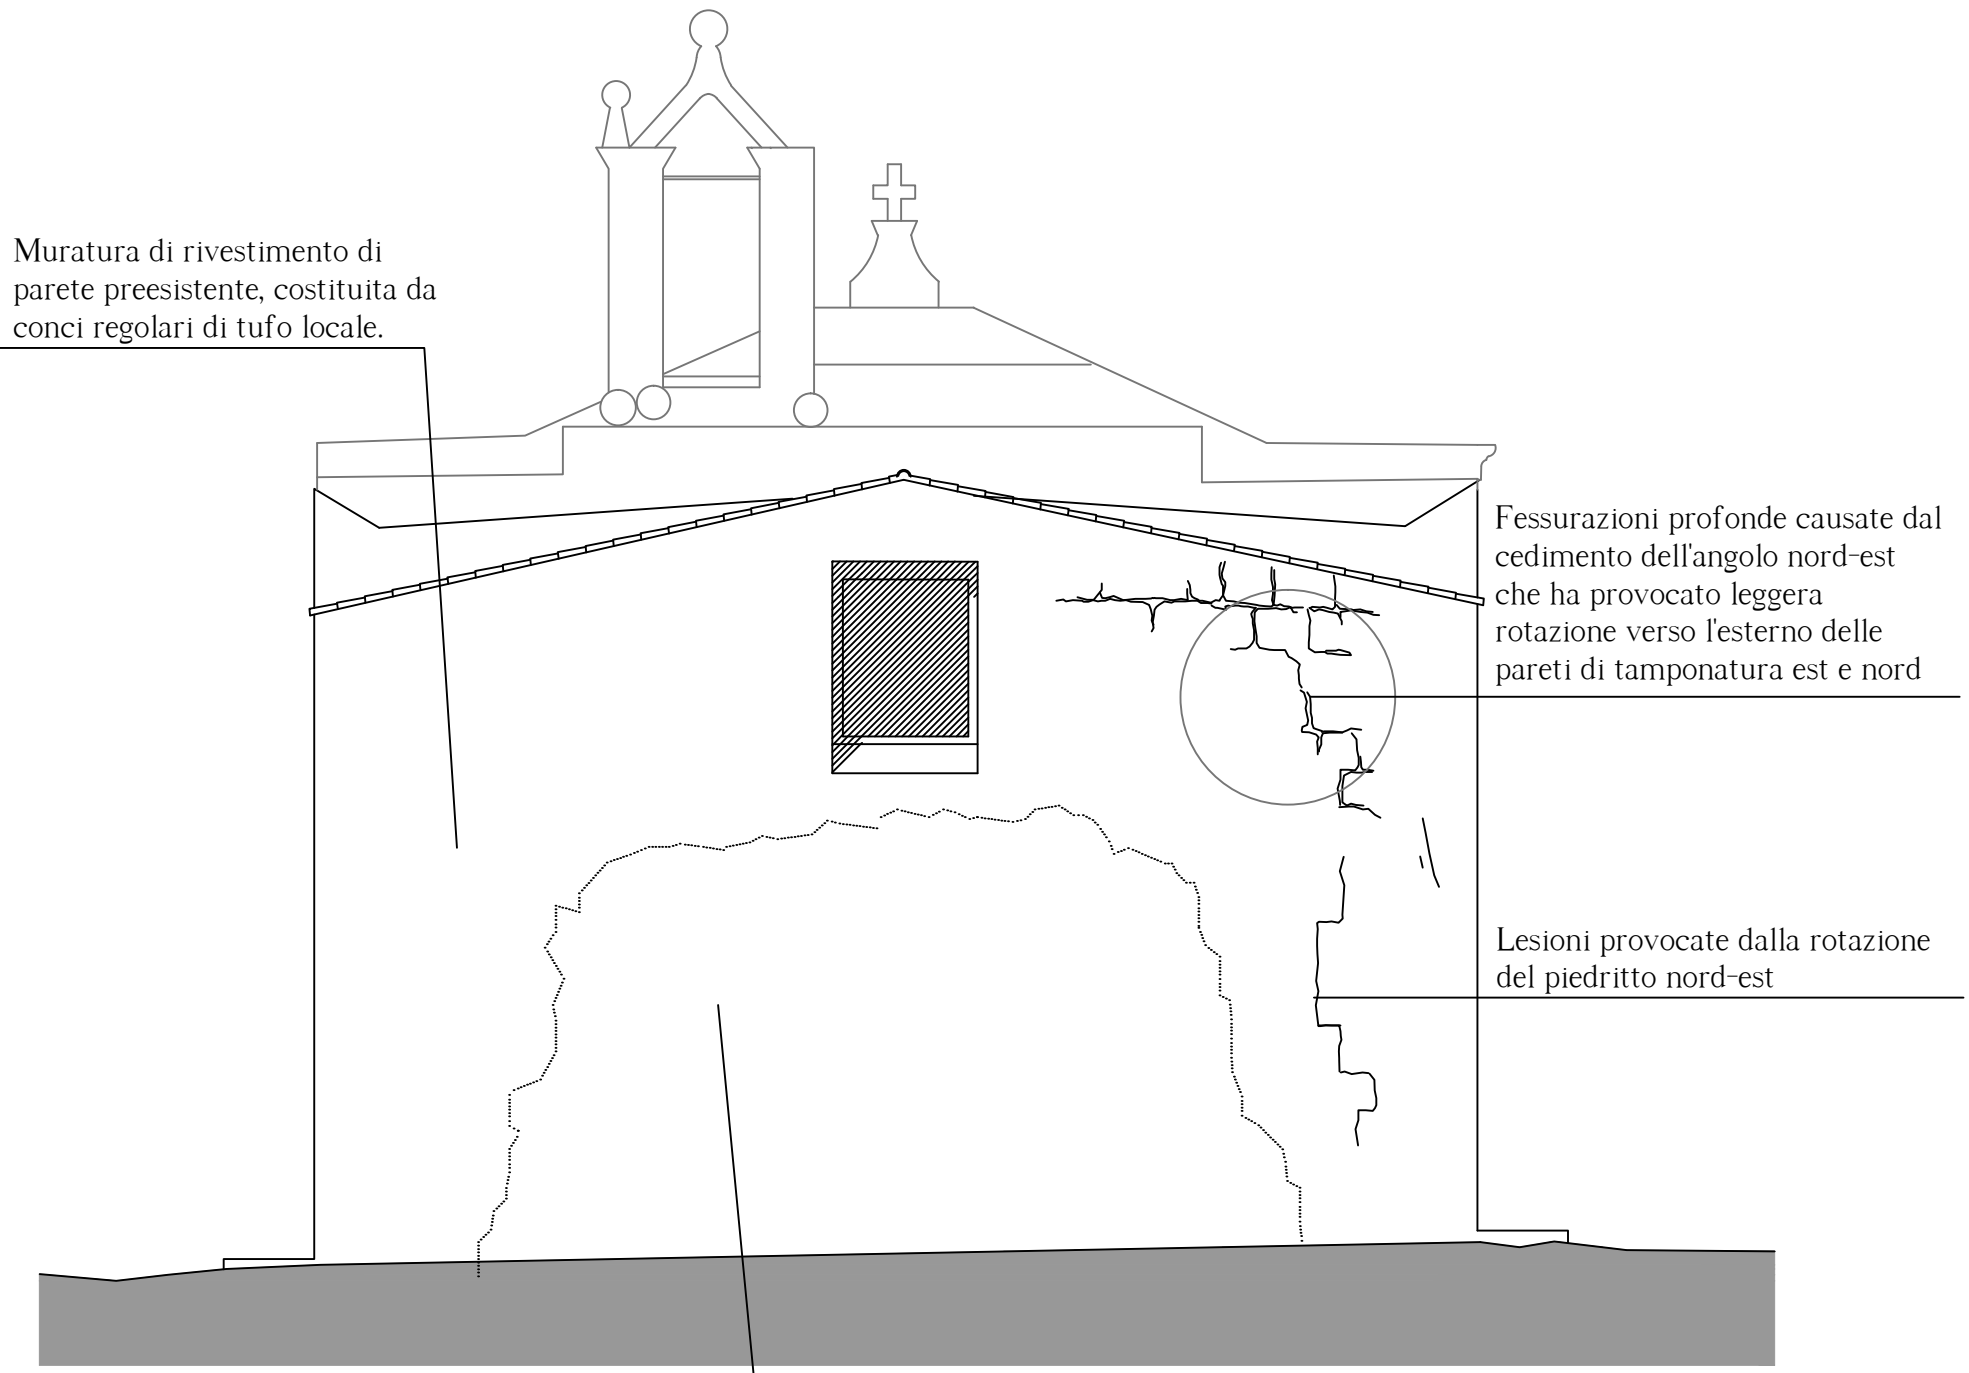 Muratura di rivestimento di
parete preesistente, costituita da
conci regolari di tufo locale.
Fessurazioni profonde causate dal
cedimento dell'angolo nord-est
che ha provocato leggera
rotazione verso l'esterno delle
pareti di tamponatura est e nord
Lesioni provocate dalla rotazione
del piedritto nord-est